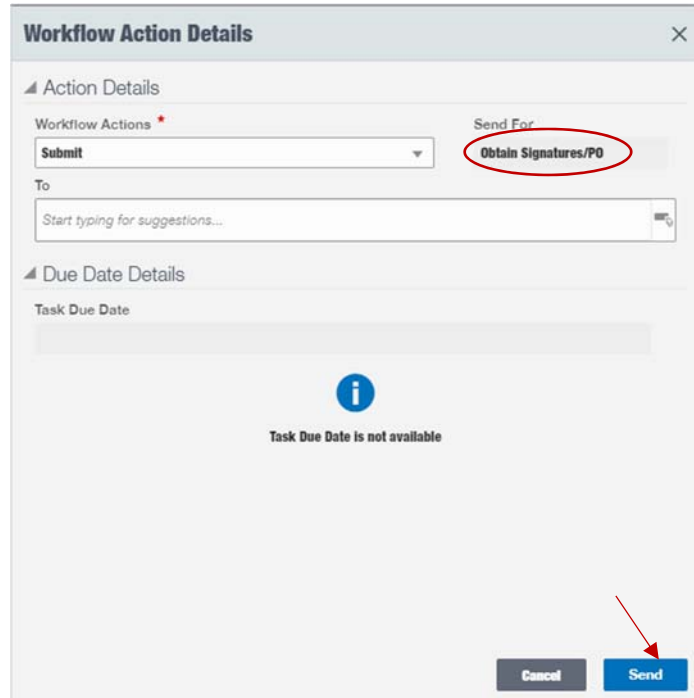 Workflow Action Details
Action Details
Workflow Actions * Send For
Submit Obtain Signatures/PO
To
Start typing for suggestions...
Due Date Details
Task Due Date
i
Task Due Date is not available
Cancel Send